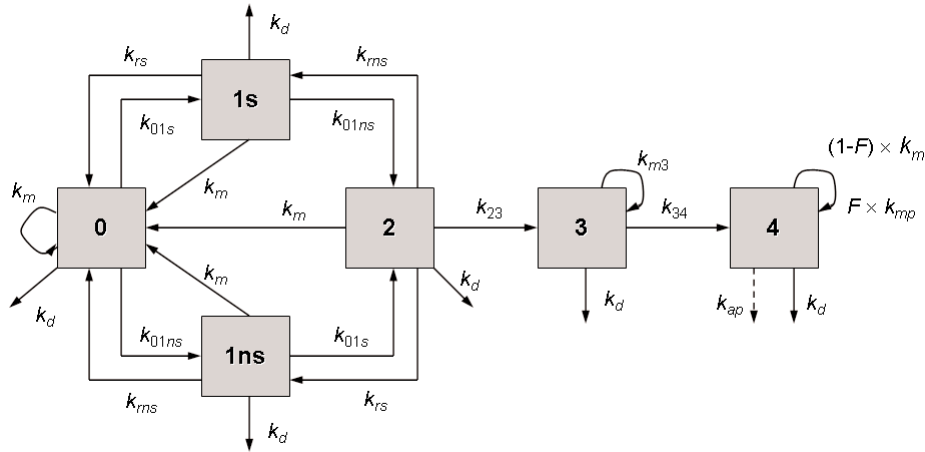 k_d
k_rs
k_rns
1s
k_01s
k_01ns
(1-F) × k_m
k_m3
k_m
k_m
F × k_mp
0
k_m
2
k_23
3
k_34
4
k_m
k_d
k_d
k_d
k_ap
k_d
k_01ns
1ns
k_01s
k_rns
k_rs
k_d